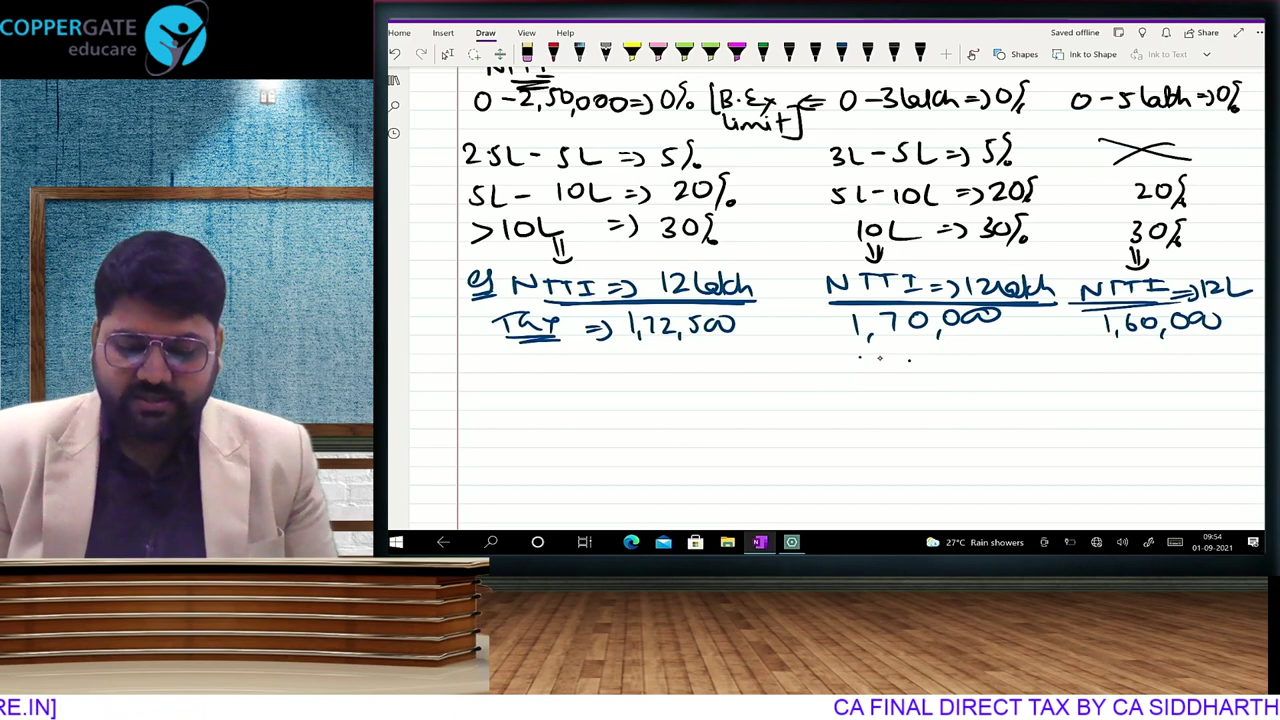 COPPERGATE
educare
Home Insert Draw View Help
Saved offline
Share
Shapes
Ink to Shape
Ink to Text
NTTI
0 - 2,50,000 => 0% [B.Ex limit] <= 0 - 3 lakh => 0% 0 - 5 lakh => 0%
2.5L - 5L => 5% 3L - 5L => 5%
5L - 10L => 20% 5L - 10L => 20% 20%
>10L => 30% 10L => 30% 30%
eg NTTI => 12 lakh NTTI => 12 lakh NTTI => 12L
Tax => 1,72,500 1,70,000 1,60,000
27°C Rain showers
09:54
01-09-2021
RE.IN]
CA FINAL DIRECT TAX BY CA SIDDHARTH